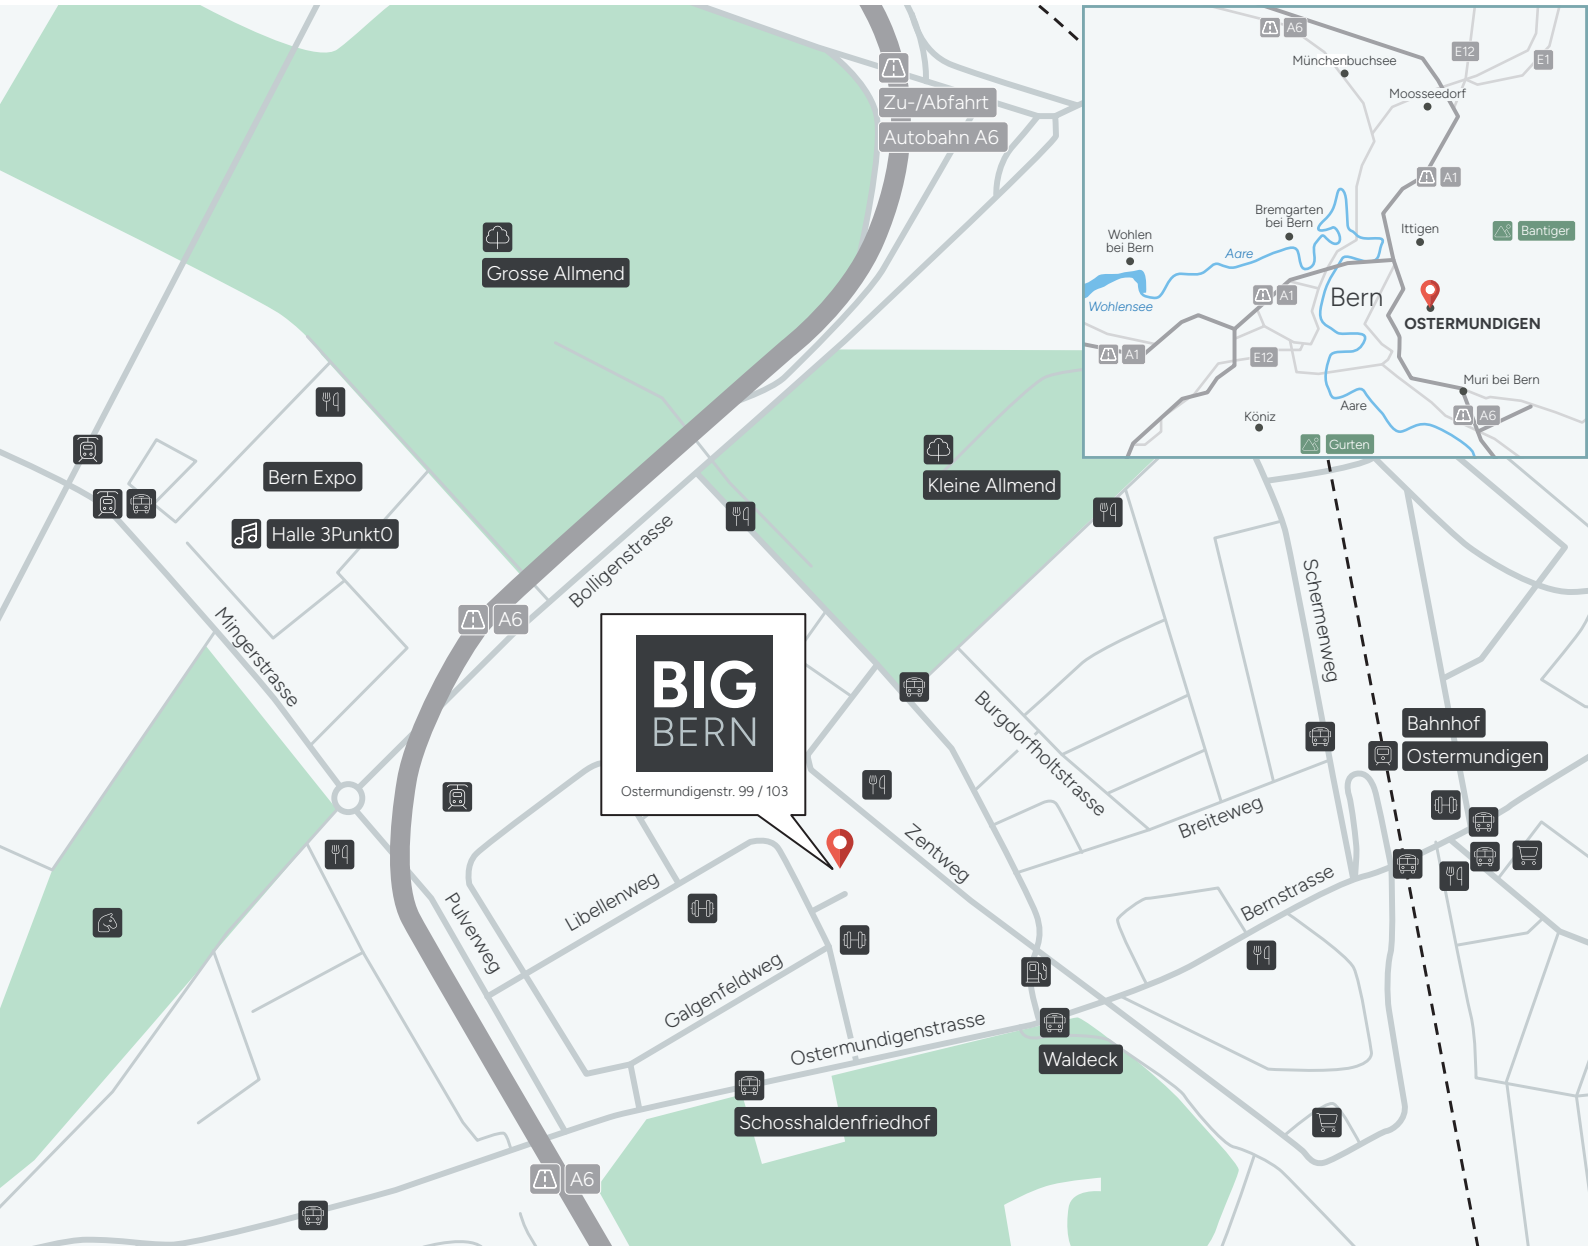 Zu-/Abfahrt
Autobahn A6
Grosse Allmend
Bern Expo
Halle 3Punkt0
Kleine Allmend
Bolligenstrasse
Mingerstrasse
A6
BIG
BERN
Ostermundigenstr. 99 / 103
Burgdorfholtstrasse
Schermenweg
Bahnhof
Ostermundigen
Breiteweg
Zentweg
Bernstrasse
Libellenweg
Pulverweg
Galgenfeldweg
Ostermundigenstrasse
Waldeck
Schosshaldenfriedhof
A6
A6
E12
E1
Münchenbuchsee
Moosseedorf
A1
Bremgarten
bei Bern
Ittigen
Bantiger
Wohlen
bei Bern
Aare
Wohlensee
A1
Bern
OSTERMUNDIGEN
A1
E12
Muri bei Bern
Aare
A6
Köniz
Gurten